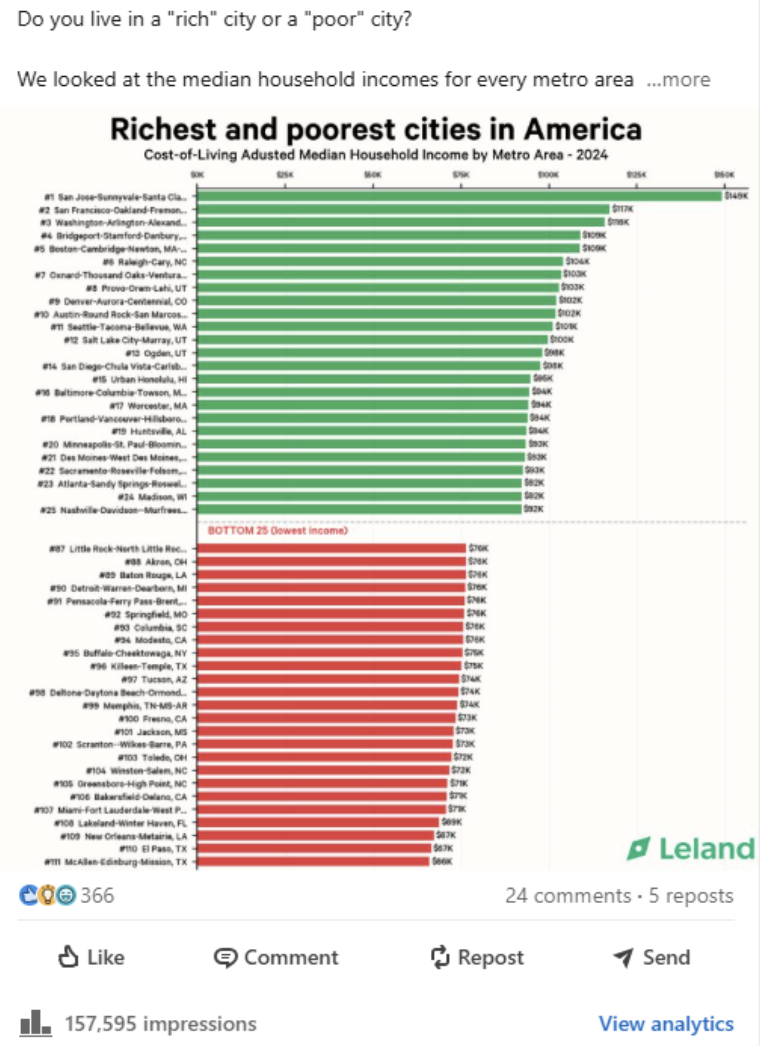 Do you live in a "rich" city or a "poor" city?
We looked at the median household incomes for every metro area ...more
Richest and poorest cities in America
Cost-of-Living Adusted Median Household Income by Metro Area - 2024
$0K $25K $50K $75K $100K $125K $150K
#1 San Jose-Sunnyvale-Santa Cla... $149K
#2 San Francisco-Oakland-Fremon... $117K
#3 Washington-Arlington-Alexand... $116K
#4 Bridgeport-Stamford-Danbury,... $109K
#5 Boston-Cambridge-Newton, MA-... $109K
#6 Raleigh-Cary, NC $104K
#7 Oxnard-Thousand Oaks-Ventura... $103K
#8 Provo-Orem-Lehi, UT $103K
#9 Denver-Aurora-Centennial, CO $102K
#10 Austin-Round Rock-San Marcos... $102K
#11 Seattle-Tacoma-Bellevue, WA $101K
#12 Salt Lake City-Murray, UT $100K
#13 Ogden, UT $98K
#14 San Diego-Chula Vista-Carlsb... $98K
#15 Urban Honolulu, HI $95K
#16 Baltimore-Columbia-Towson, M... $94K
#17 Worcester, MA $94K
#18 Portland-Vancouver-Hillsboro... $94K
#19 Huntsville, AL $94K
#20 Minneapolis-St. Paul-Bloomin... $93K
#21 Des Moines-West Des Moines,... $93K
#22 Sacramento-Roseville-Folsom,... $93K
#23 Atlanta-Sandy Springs-Roswel... $92K
#24 Madison, WI $92K
#25 Nashville-Davidson--Murfrees... $92K
BOTTOM 25 (lowest income)
#87 Little Rock-North Little Roc... $76K
#88 Akron, OH $76K
#89 Baton Rouge, LA $76K
#90 Detroit-Warren-Dearborn, MI $76K
#91 Pensacola-Ferry Pass-Brent,... $76K
#92 Springfield, MO $76K
#93 Columbia, SC $76K
#94 Modesto, CA $76K
#95 Buffalo-Cheektowaga, NY $75K
#96 Killeen-Temple, TX $75K
#97 Tucson, AZ $74K
#98 Deltona-Daytona Beach-Ormond... $74K
#99 Memphis, TN-MS-AR $74K
#100 Fresno, CA $73K
#101 Jackson, MS $73K
#102 Scranton--Wilkes-Barre, PA $73K
#103 Toledo, OH $72K
#104 Winston-Salem, NC $72K
#105 Greensboro-High Point, NC $71K
#106 Bakersfield-Delano, CA $71K
#107 Miami-Fort Lauderdale-West P... $71K
#108 Lakeland-Winter Haven, FL $69K
#109 New Orleans-Metairie, LA $67K
#110 El Paso, TX $67K
#111 McAllen-Edinburg-Mission, TX $66K
Leland
366 24 comments • 5 reposts
Like Comment Repost Send
157,595 impressions View analytics